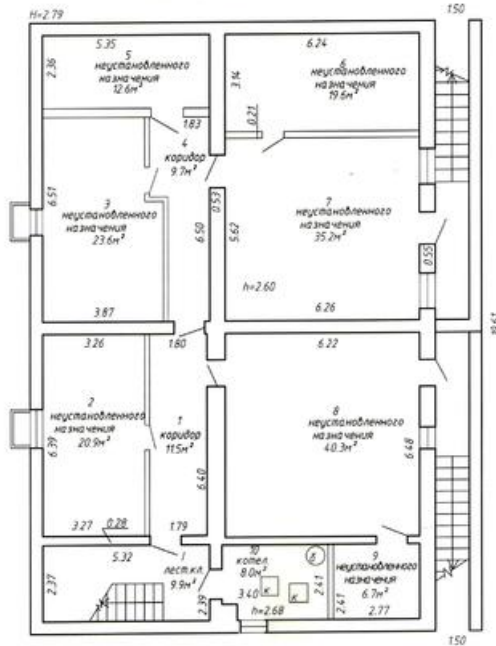 H=2.79
1.50
5.35
2.36
5
неустановленного
назначения
12.6м²
1.83
6.24
3.14
6
неустановленного
назначения
19.6м²
0.21
4
коридор
9.7м²
6.51
3
неустановленного
назначения
23.6м²
3.87
6.50
0.53
5.62
7
неустановленного
назначения
35.2м²
0.55
h=2.60
6.26
10.61
3.26
1.80
6.22
2
неустановленного
назначения
20.9м²
6.39
3.27
0.28
1
коридор
11.5м²
6.40
1.79
8
неустановленного
назначения
40.3м²
6.48
5.32
2.37
I
лест.кл.
9.9м²
2.39
10
котел.
8.0м²
3.40
К
К
h=2.68
2.41
2.41
9
неустановленного
назначения
6.7м²
2.77
1.50